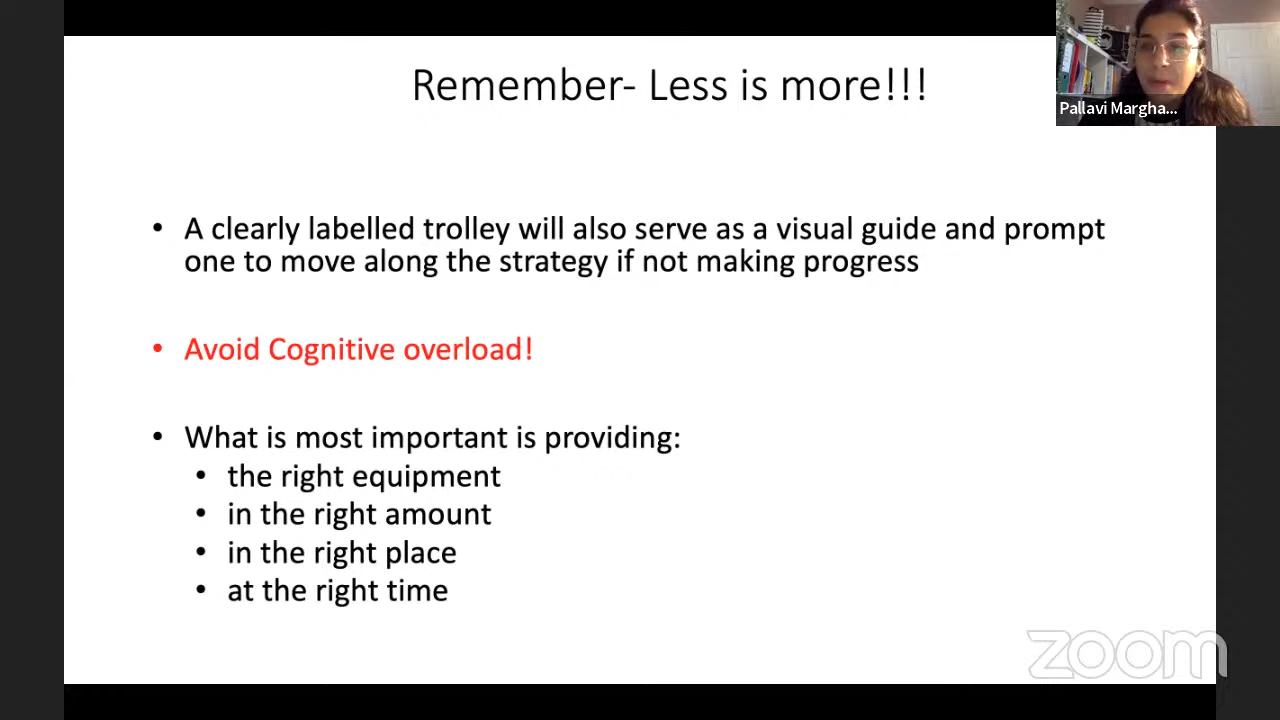 Remember- Less is more!!!
Pallavi Margha...
• A clearly labelled trolley will also serve as a visual guide and prompt
one to move along the strategy if not making progress
• Avoid Cognitive overload!
• What is most important is providing:
• the right equipment
• in the right amount
• in the right place
• at the right time
zoom